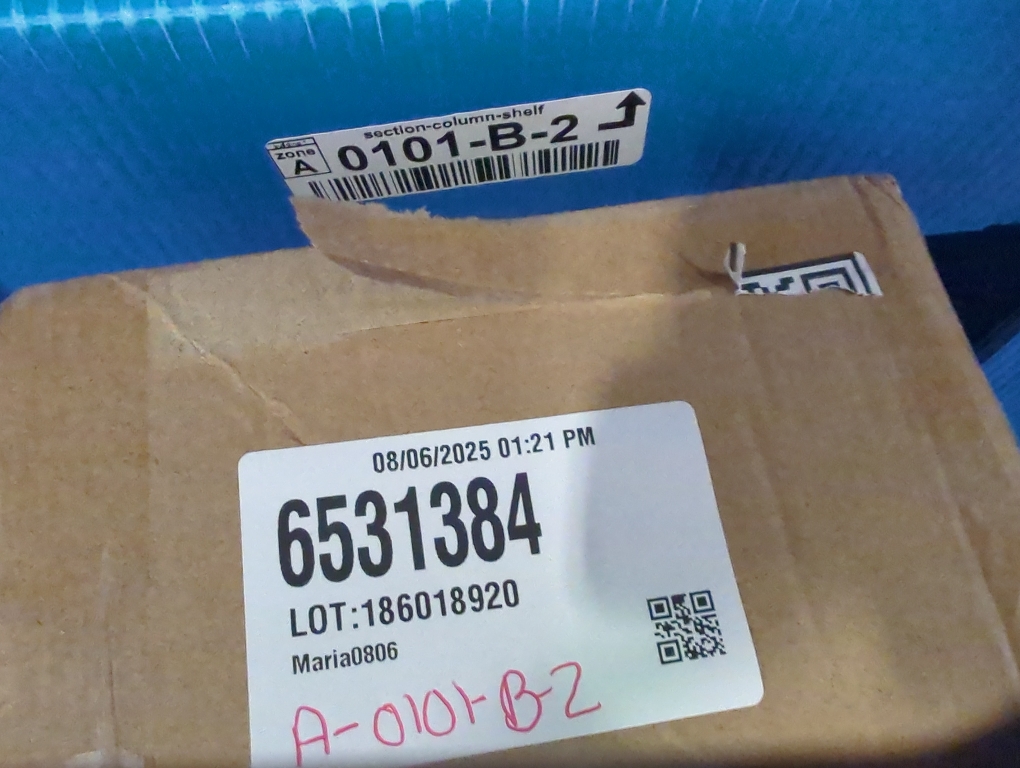 section-column-shelf
zone
A
0101-B-2
08/06/2025 01:21 PM
6531384
LOT:186018920
Maria0806
A-0101-B-2